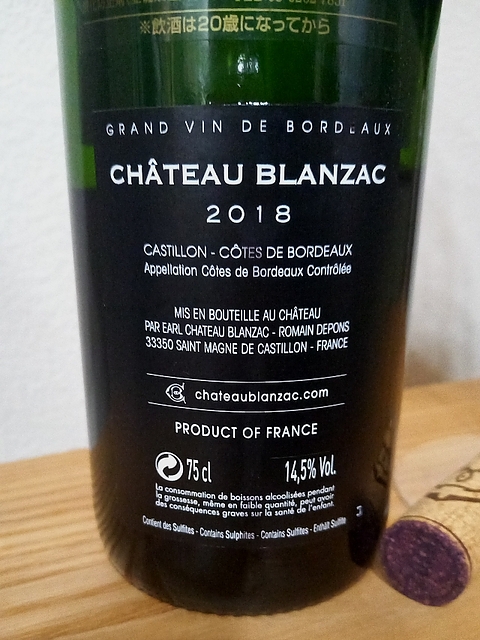 ※飲酒は20歳になってから
GRAND VIN DE BORDEAUX
CHÂTEAU BLANZAC
2018
CASTILLON - CÔTES DE BORDEAUX
Appellation Côtes de Bordeaux Contrôlée
MIS EN BOUTEILLE AU CHÂTEAU
PAR EARL CHATEAU BLANZAC - ROMAIN DEPONS
33350 SAINT MAGNE DE CASTILLON - FRANCE
chateaublanzac.com
PRODUCT OF FRANCE
75 cl 14,5% Vol.
La consommation de boissons alcoolisées pendant
la grossesse, même en faible quantité, peut avoir
des conséquences graves sur la santé de l'enfant.
Contient des Sulfites - Contains Sulphites - Contains Sulfites - Enthält Sulfite